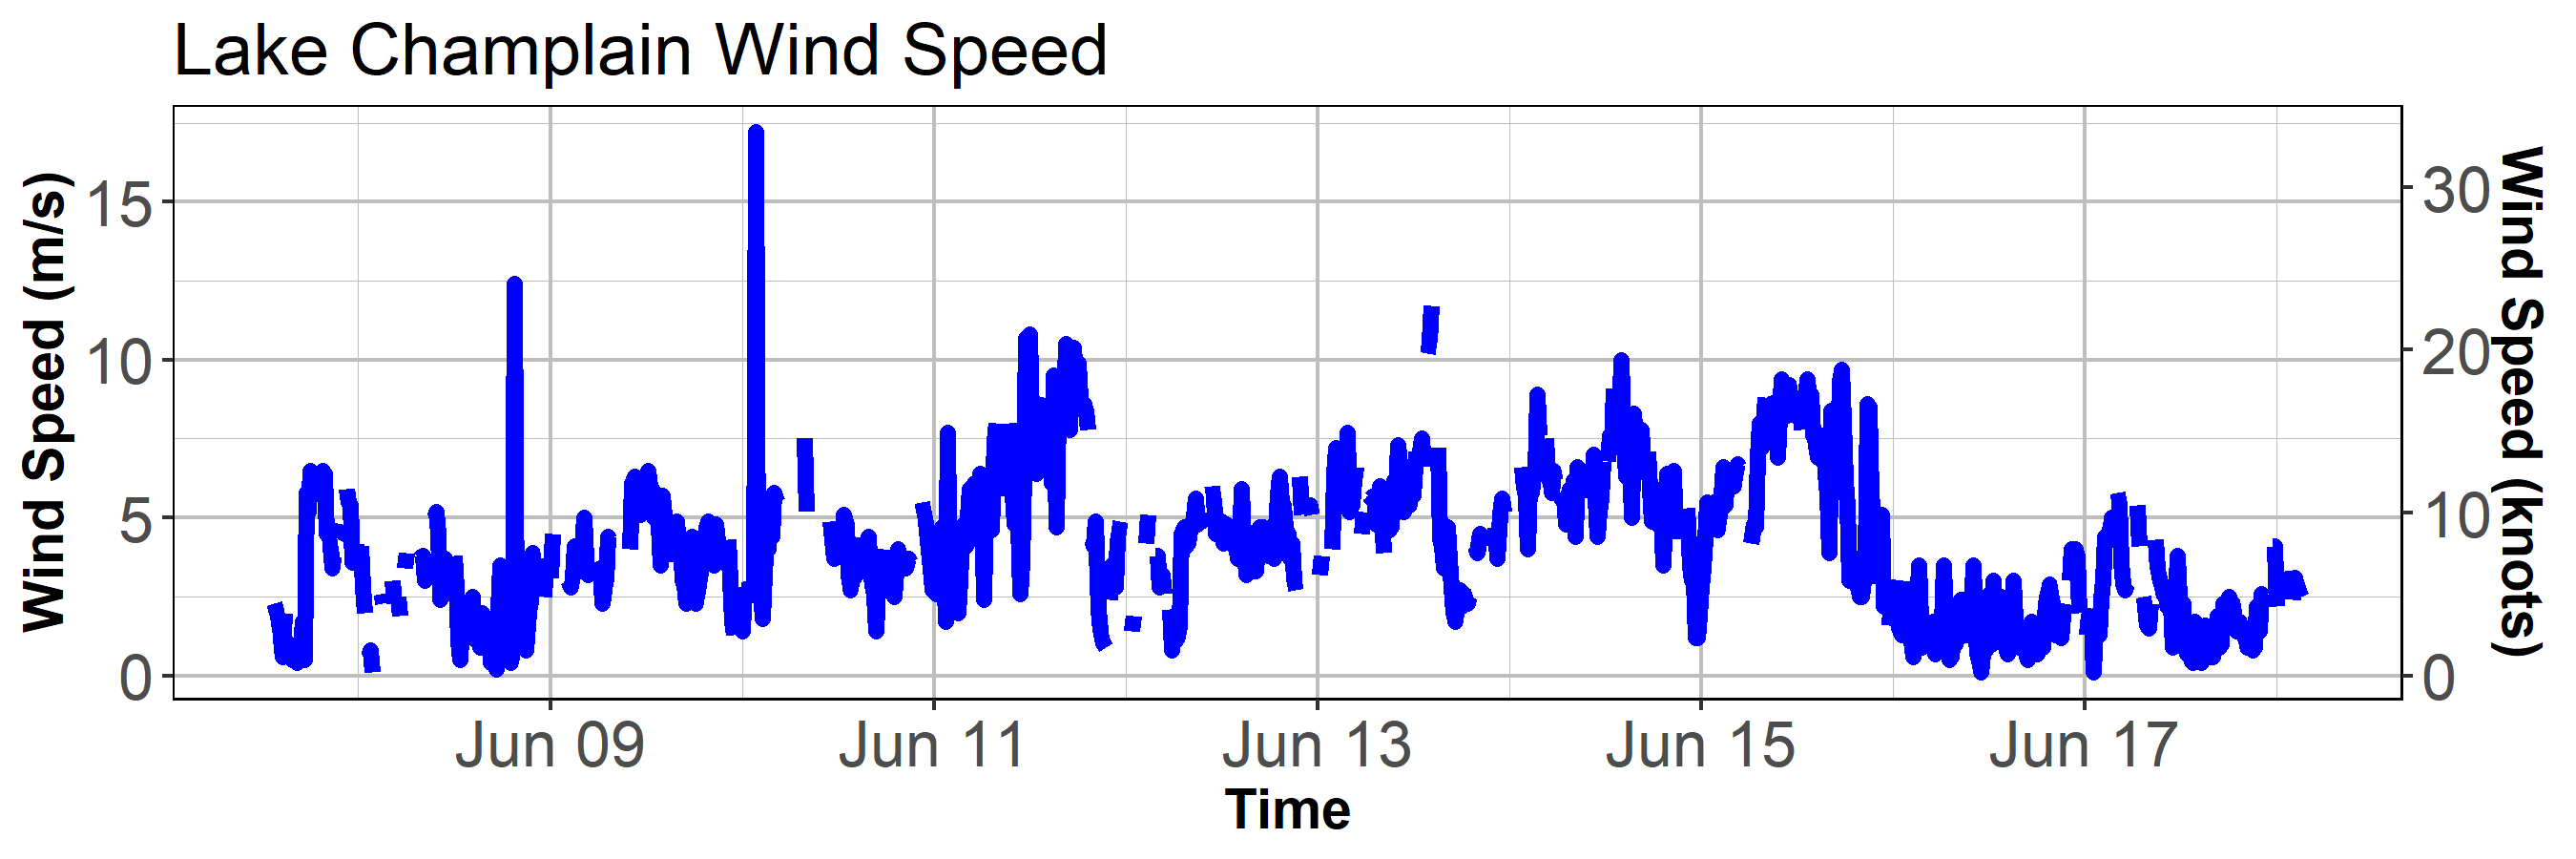 Lake Champlain Wind Speed
Wind Speed (m/s)
15
10
5
0
30
20
10
0
Wind Speed (knots)
Jun 09
Jun 11
Jun 13
Jun 15
Jun 17
Time